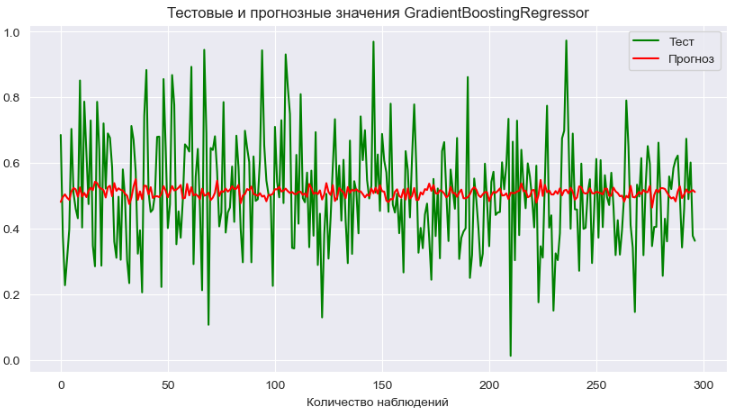 Тестовые и прогнозные значения GradientBoostingRegressor
1.0
0.8
0.6
0.4
0.2
0.0
Тест
Прогноз
0 50 100 150 200 250 300
Количество наблюдений